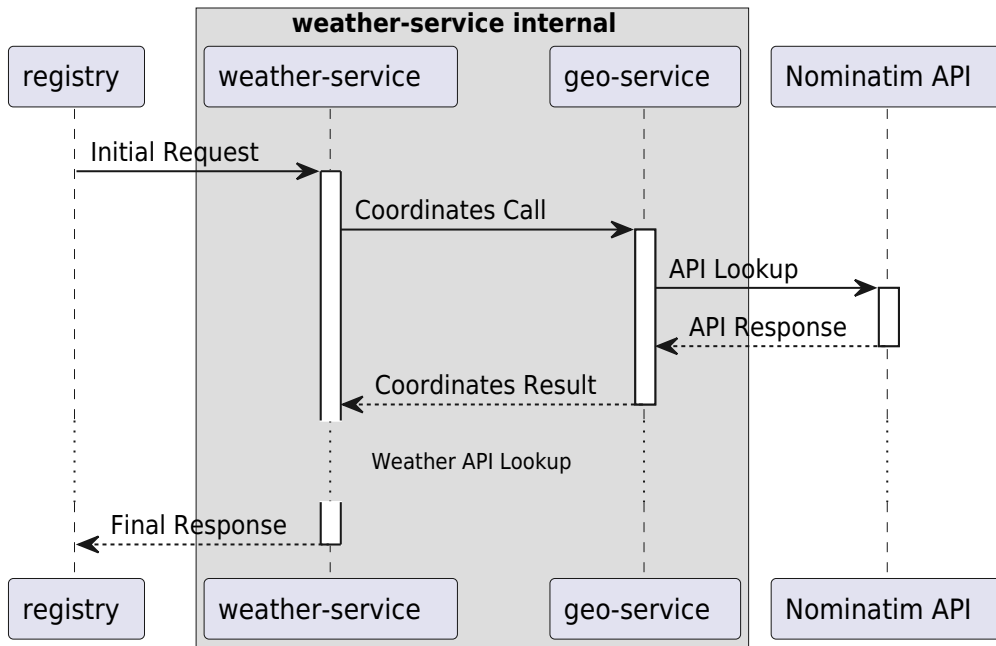 weather-service internal
registry
weather-service
geo-service
Nominatim API
Initial Request
Coordinates Call
API Lookup
API Response
Coordinates Result
Weather API Lookup
Final Response
registry
weather-service
geo-service
Nominatim API